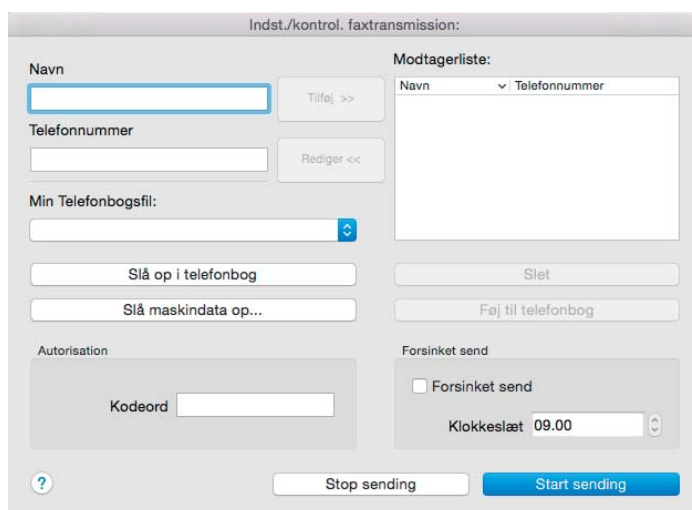 Indst./kontrol. faxtransmission:
Navn
Tilføj >>
Telefonnummer
Rediger <<
Min Telefonbogsfil:
Slå op i telefonbog
Slå maskindata op...
Modtagerliste:
Navn Telefonnummer
Slet
Føj til telefonbog
Autorisation
Kodeord
Forsinket send
Forsinket send
Klokkeslæt 09.00
?
Stop sending
Start sending